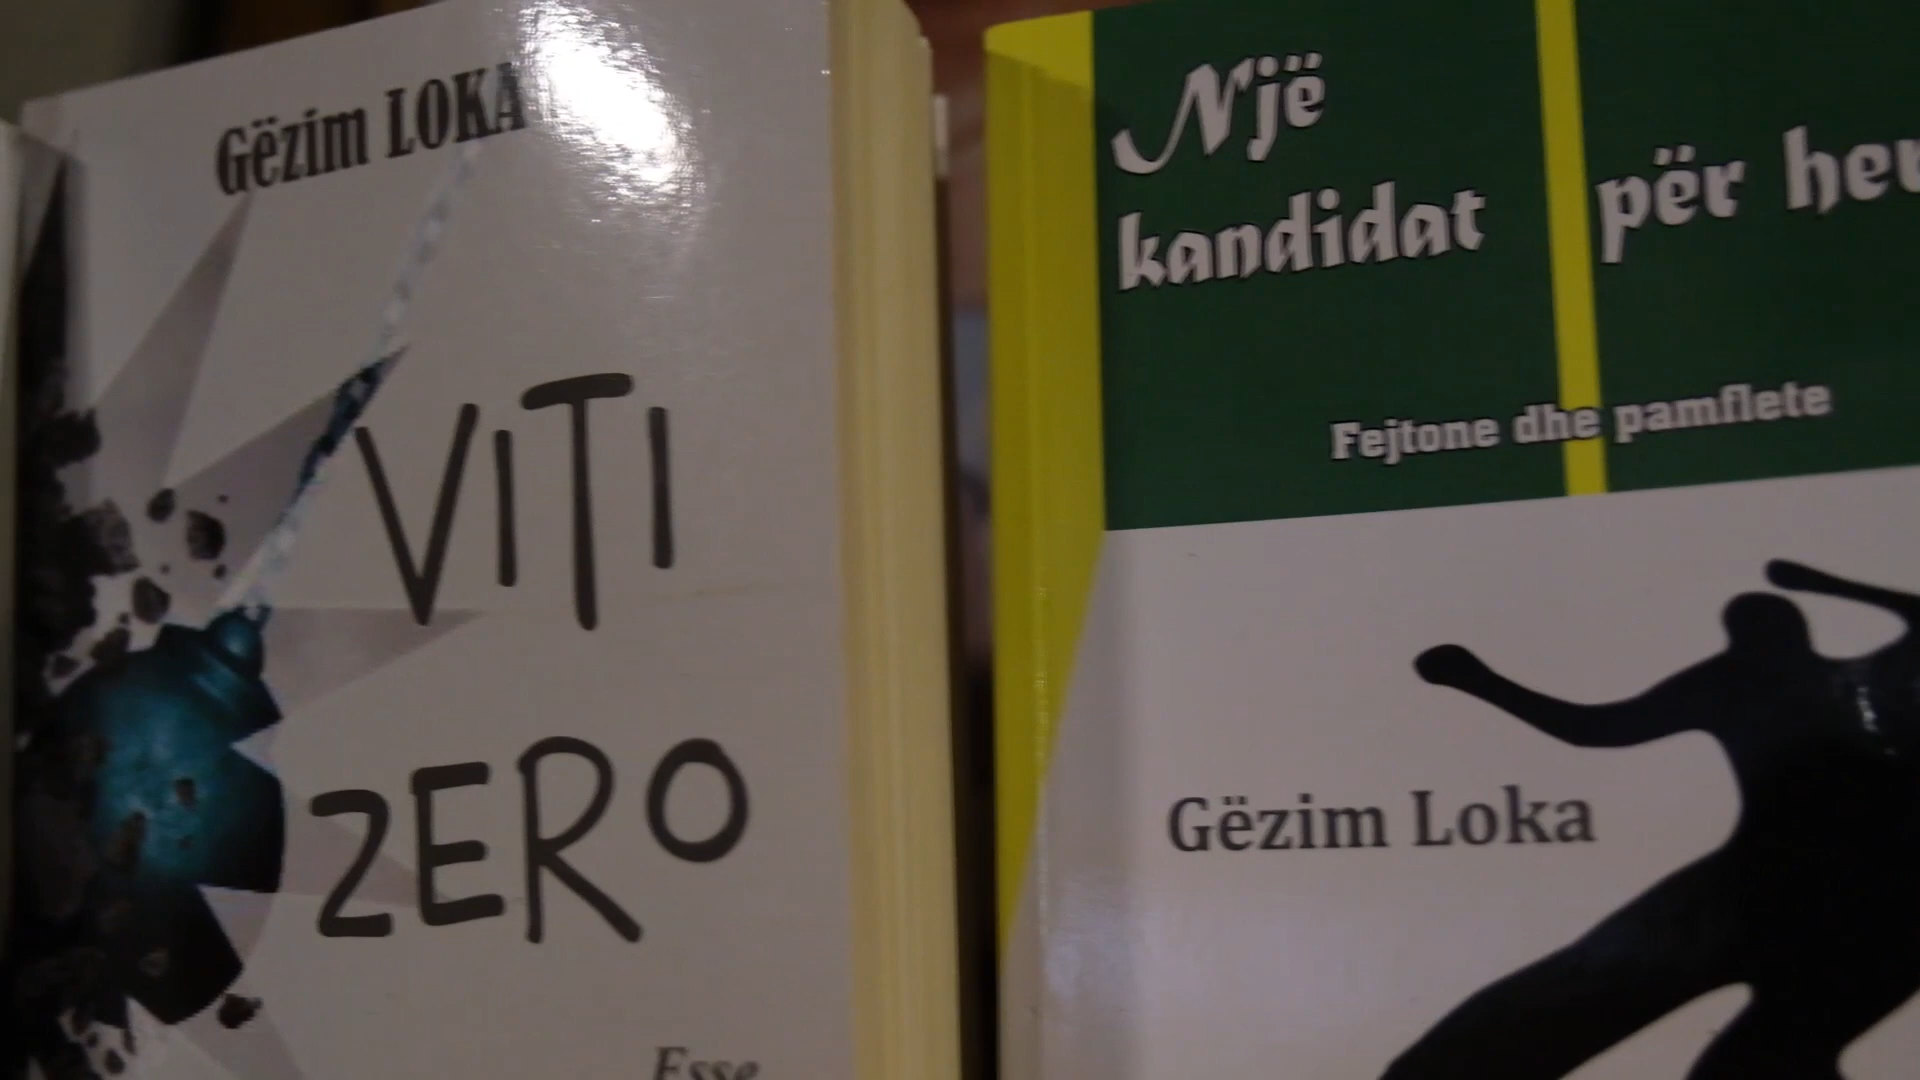 Gëzim LOKA
VITI
ZERO
Esse
Një
kandidat për
Fejtone dhe pamflete
Gëzim Loka